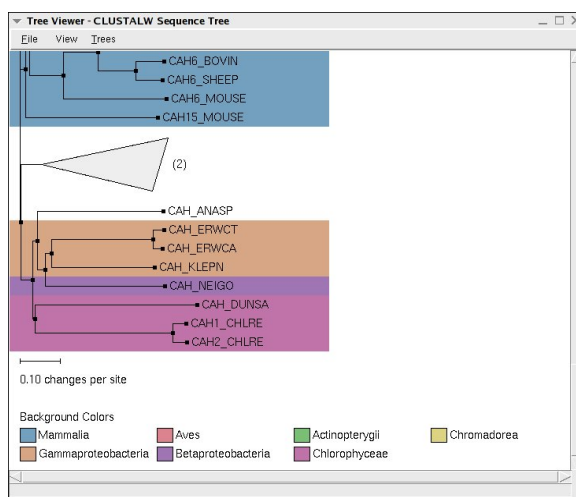 Tree Viewer - CLUSTALW Sequence Tree
File View Trees
CAH6_BOVIN
CAH6_SHEEP
CAH6_MOUSE
CAH15_MOUSE
(2)
CAH_ANASP
CAH_ERWCT
CAH_ERWCA
CAH_KLEPN
CAH_NEIGO
CAH_DUNSA
CAH1_CHLRE
CAH2_CHLRE
0.10 changes per site
Background Colors
Mammalia Aves Actinopterygii Chromadorea
Gammaproteobacteria Betaproteobacteria Chlorophyceae